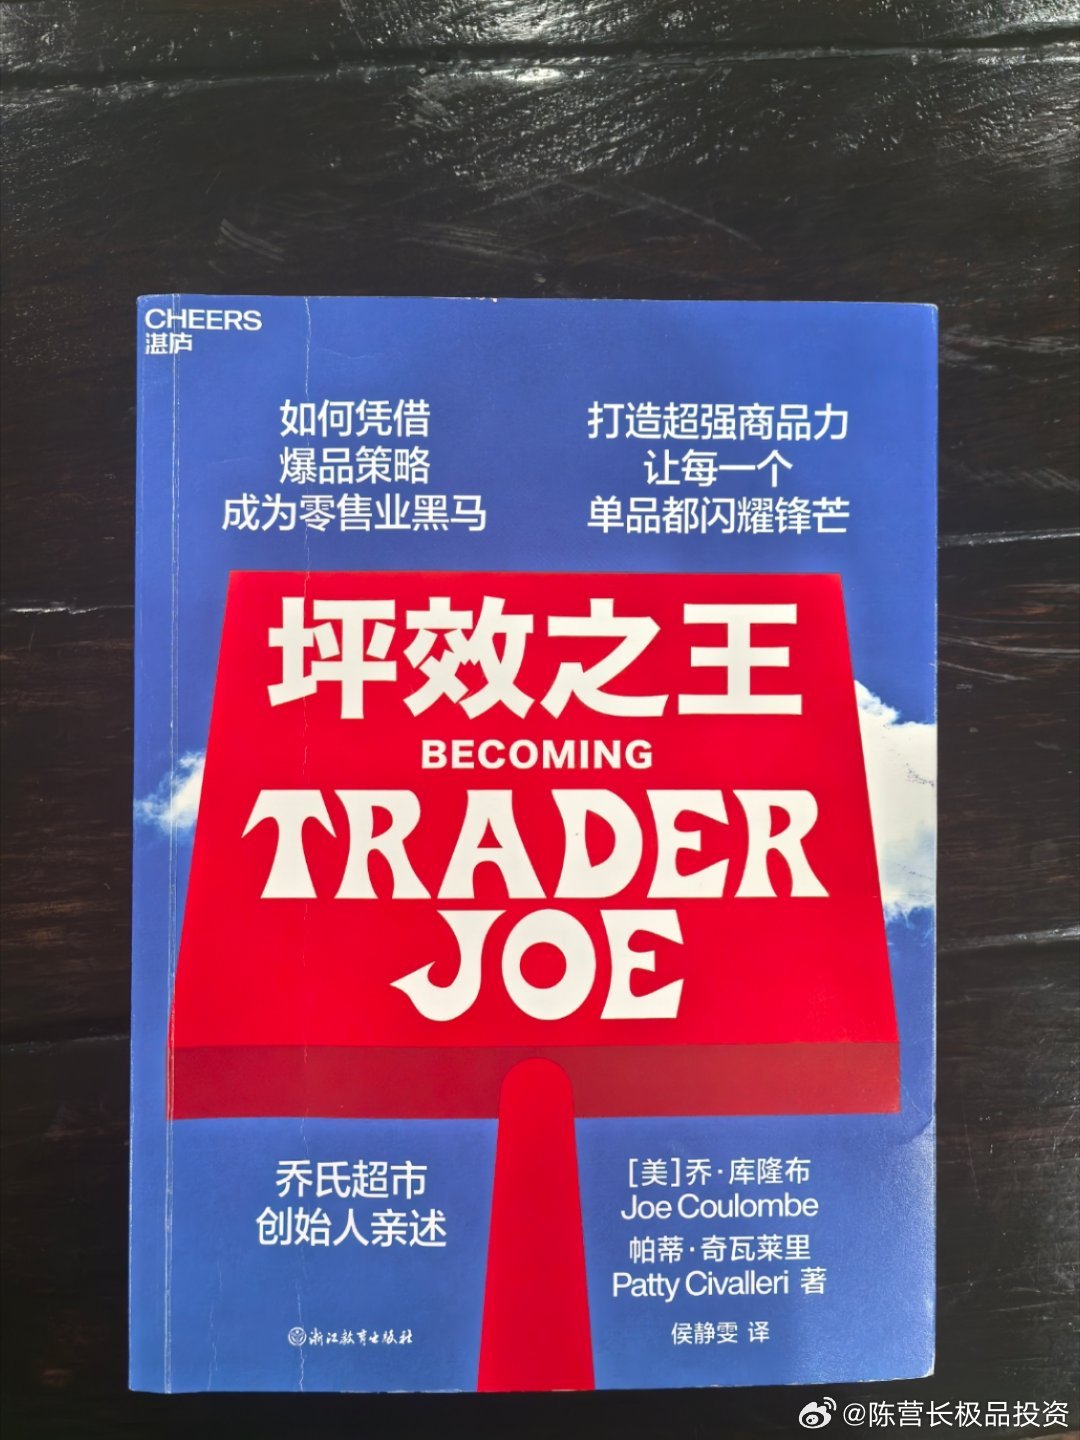 CHEERS
湛庐
如何凭借
爆品策略
成为零售业黑马
打造超强商品力
让每一个
单品都闪耀锋芒
坪效之王
BECOMING
TRADER
JOE
乔氏超市
创始人亲述
[美]乔·库隆布
Joe Coulombe
帕蒂·奇瓦莱里
Patty Civalleri 著
侯静雯 译
浙江教育出版社
@陈营长极品投资